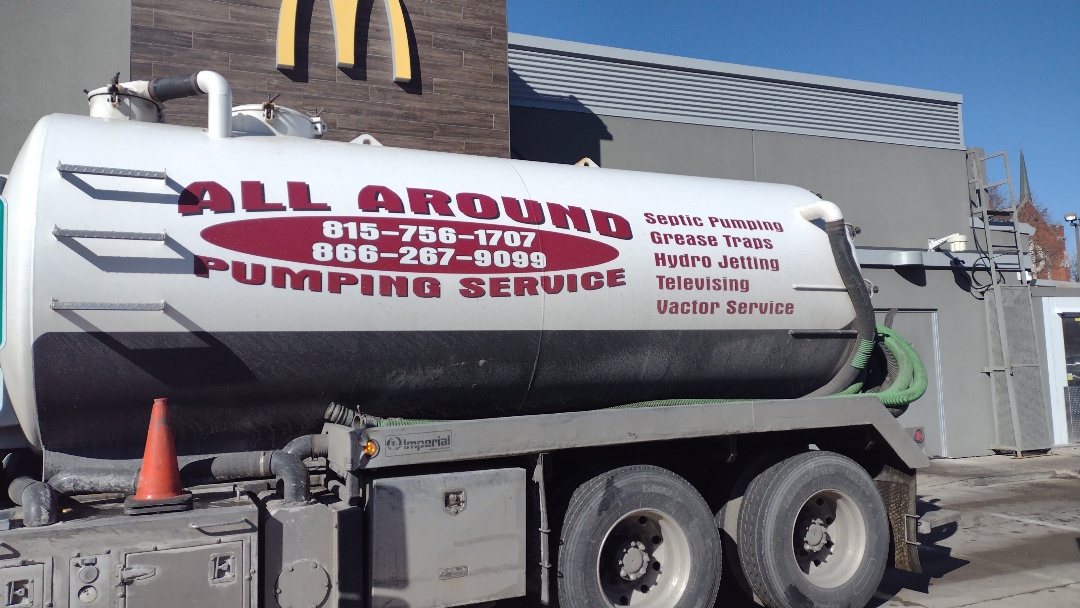 ALL AROUND
815-756-1707
866-267-9099
PUMPING SERVICE
Septic Pumping
Grease Traps
Hydro Jetting
Televising
Vactor Service
Imperial